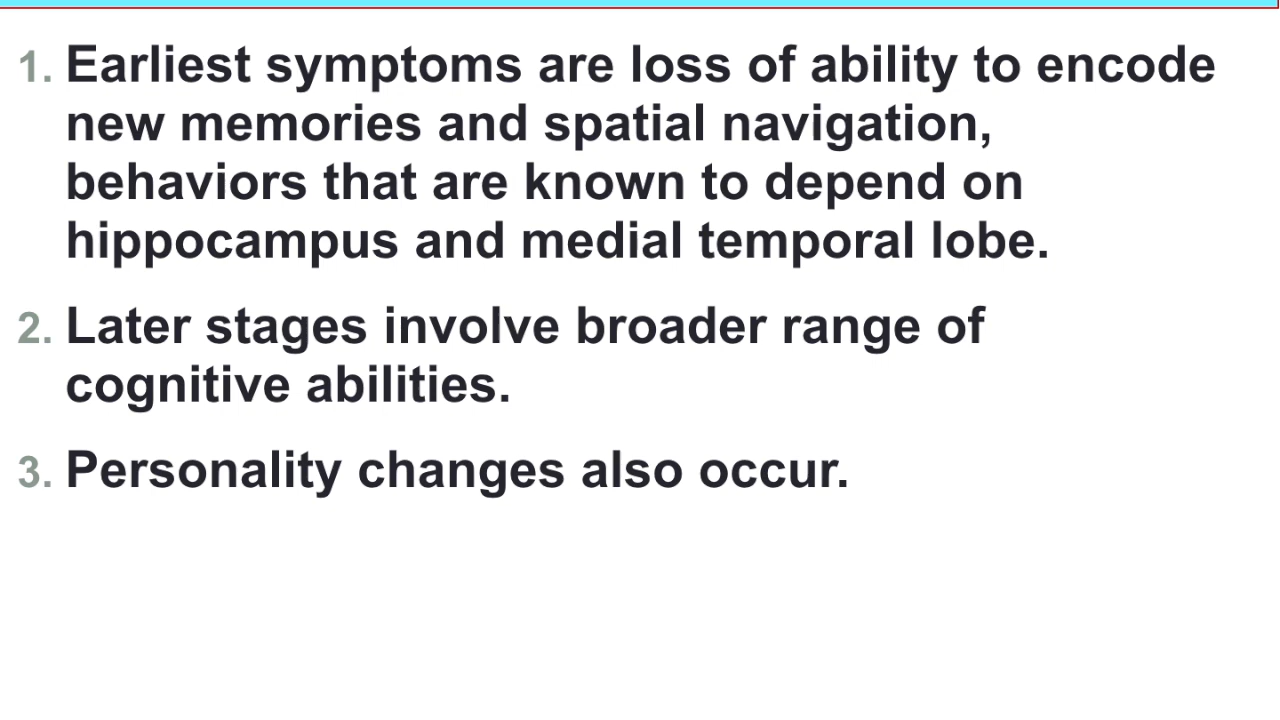 1. Earliest symptoms are loss of ability to encode
new memories and spatial navigation,
behaviors that are known to depend on
hippocampus and medial temporal lobe.
2. Later stages involve broader range of
cognitive abilities.
3. Personality changes also occur.